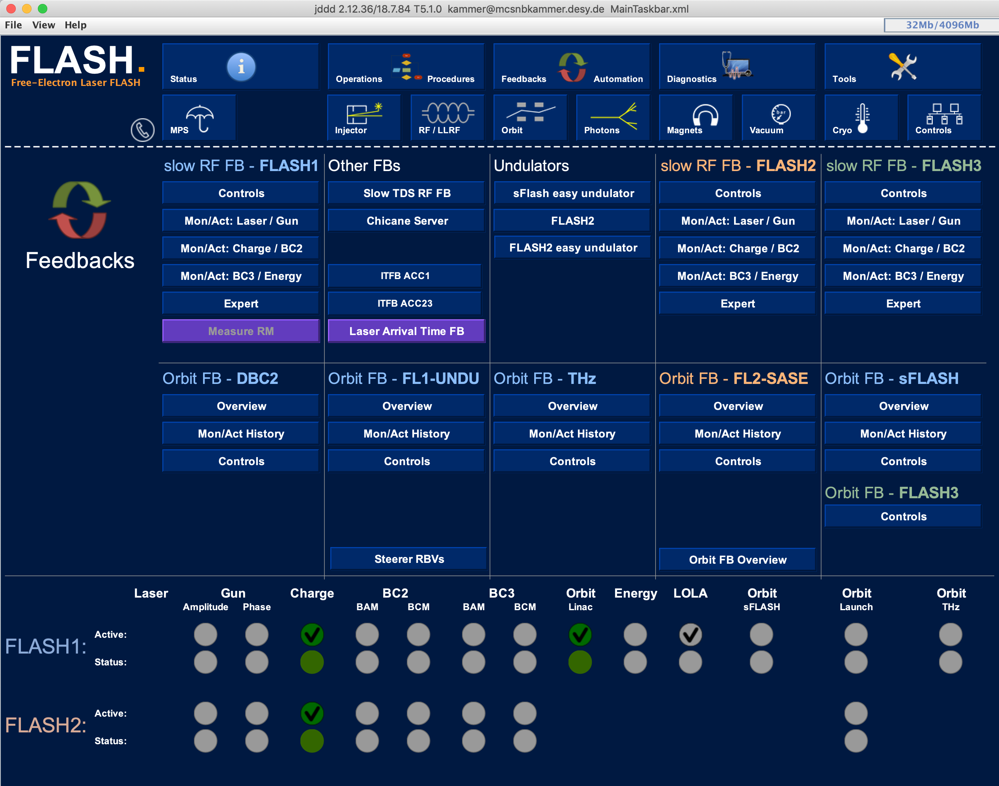 jddd 2.12.36/18.7.84 T5.1.0 kammer@mcsnbkammer.desy.de MainTaskbar.xml
File View Help
32Mb/4096Mb
FLASH.
Free-Electron Laser FLASH
Status
i
Operations Procedures
Feedbacks Automation
Diagnostics
Tools
MPS
Injector
RF / LLRF
Orbit
Photons
Magnets
bar
Vacuum
Cryo
Controls
Feedbacks
slow RF FB - FLASH1
Controls
Mon/Act: Laser / Gun
Mon/Act: Charge / BC2
Mon/Act: BC3 / Energy
Expert
Measure RM
Other FBs
Slow TDS RF FB
Chicane Server
ITFB ACC1
ITFB ACC23
Laser Arrival Time FB
Undulators
sFlash easy undulator
FLASH2
FLASH2 easy undulator
slow RF FB - FLASH2
Controls
Mon/Act: Laser / Gun
Mon/Act: Charge / BC2
Mon/Act: BC3 / Energy
Expert
slow RF FB - FLASH3
Controls
Mon/Act: Laser / Gun
Mon/Act: Charge / BC2
Mon/Act: BC3 / Energy
Expert
Orbit FB - DBC2
Overview
Mon/Act History
Controls
Orbit FB - FL1-UNDU
Overview
Mon/Act History
Controls
Steerer RBVs
Orbit FB - THz
Overview
Mon/Act History
Controls
Orbit FB - FL2-SASE
Overview
Mon/Act History
Controls
Orbit FB Overview
Orbit FB - sFLASH
Overview
Mon/Act History
Controls
Orbit FB - FLASH3
Controls
Laser Gun Charge BC2 BC3 Orbit Energy LOLA Orbit Orbit Orbit
Amplitude Phase BAM BCM BAM BCM Linac sFLASH Launch THz
FLASH1:
Active:
Status:
FLASH2:
Active:
Status: